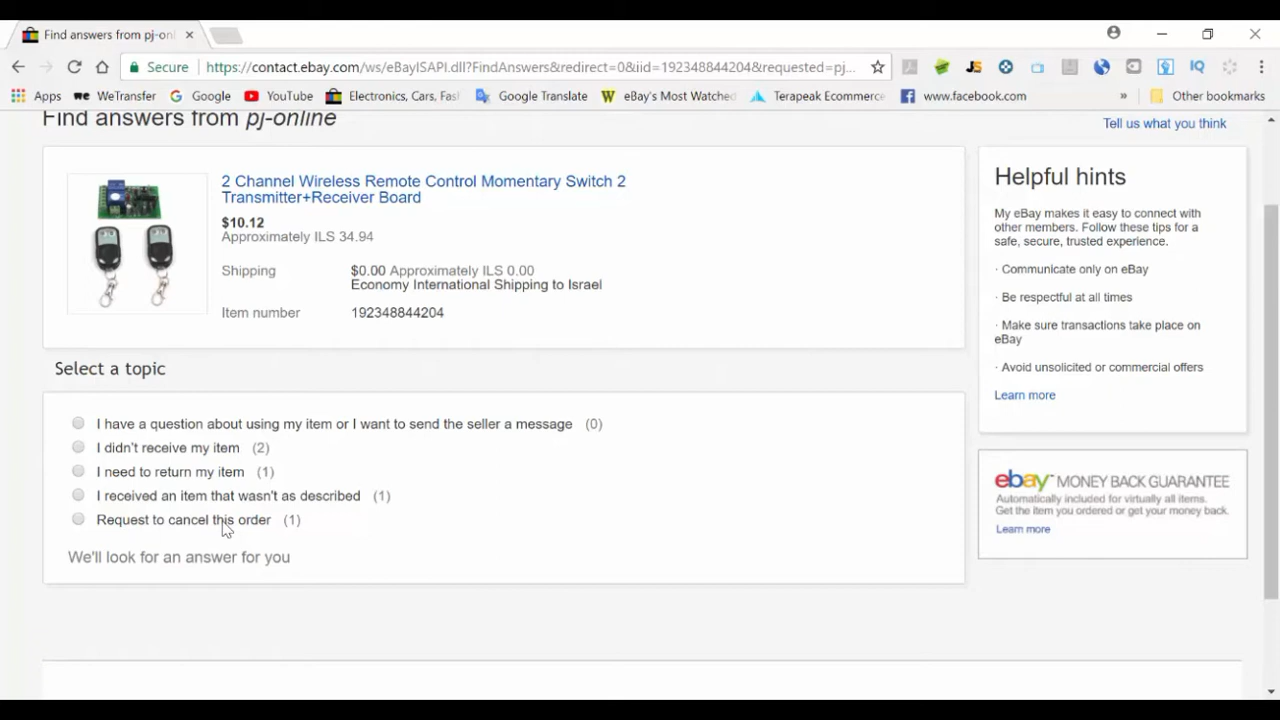 Find answers from pj-onl
Secure
https://contact.ebay.com/ws/eBayISAPI.dll?FindAnswers&redirect=0&iid=192348844204&requested=pj...
Apps
WeTransfer
Google
YouTube
Electronics, Cars, Fas
Google Translate
eBay's Most Watched
Terapeak Ecommerce
www.facebook.com
»
Other bookmarks
Find answers from pj-online
Tell us what you think
2 Channel Wireless Remote Control Momentary Switch 2
Transmitter+Receiver Board
$10.12
Approximately ILS 34.94
Shipping $0.00 Approximately ILS 0.00
Economy International Shipping to Israel
Item number 192348844204
Select a topic
I have a question about using my item or I want to send the seller a message (0)
I didn't receive my item (2)
I need to return my item (1)
I received an item that wasn't as described (1)
Request to cancel this order (1)
We'll look for an answer for you
Helpful hints
My eBay makes it easy to connect with
other members. Follow these tips for a
safe, secure, trusted experience.
· Communicate only on eBay
· Be respectful at all times
· Make sure transactions take place on
eBay
· Avoid unsolicited or commercial offers
Learn more
ebay™ MONEY BACK GUARANTEE
Automatically included for virtually all items.
Get the item you ordered or get your money back.
Learn more